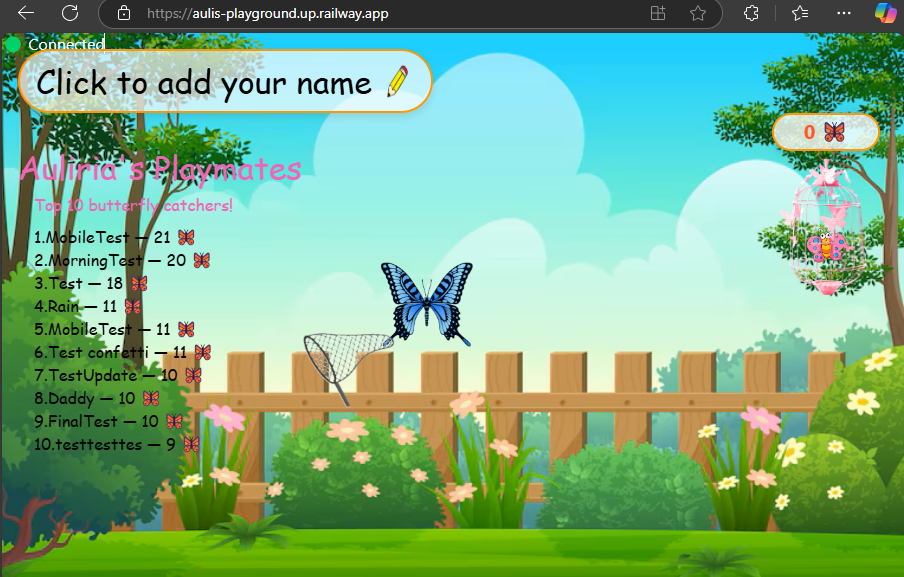 https://aulis-playground.up.railway.app
Connected
Click to add your name ✏️
0 🦋
Auliria's Playmates
Top 10 butterfly catchers!
1.MobileTest — 21 🦋
2.MorningTest — 20 🦋
3.Test — 18 🦋
4.Rain — 11 🦋
5.MobileTest — 11 🦋
6.Test confetti — 11 🦋
7.TestUpdate — 10 🦋
8.Daddy — 10 🦋
9.FinalTest — 10 🦋
10.testtesttes — 9 🦋